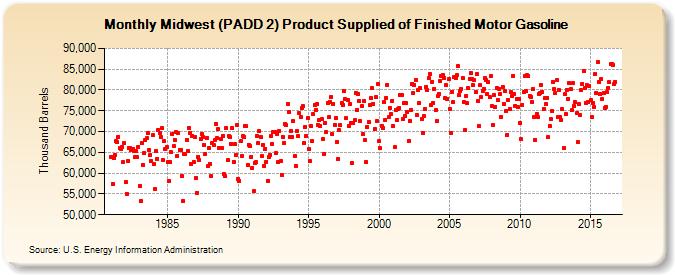 Monthly Midwest (PADD 2) Product Supplied of Finished Motor Gasoline
Thousand Barrels
90,000
85,000
80,000
75,000
70,000
65,000
60,000
55,000
50,000
1985 1990 1995 2000 2005 2010 2015
Source: U.S. Energy Information Administration